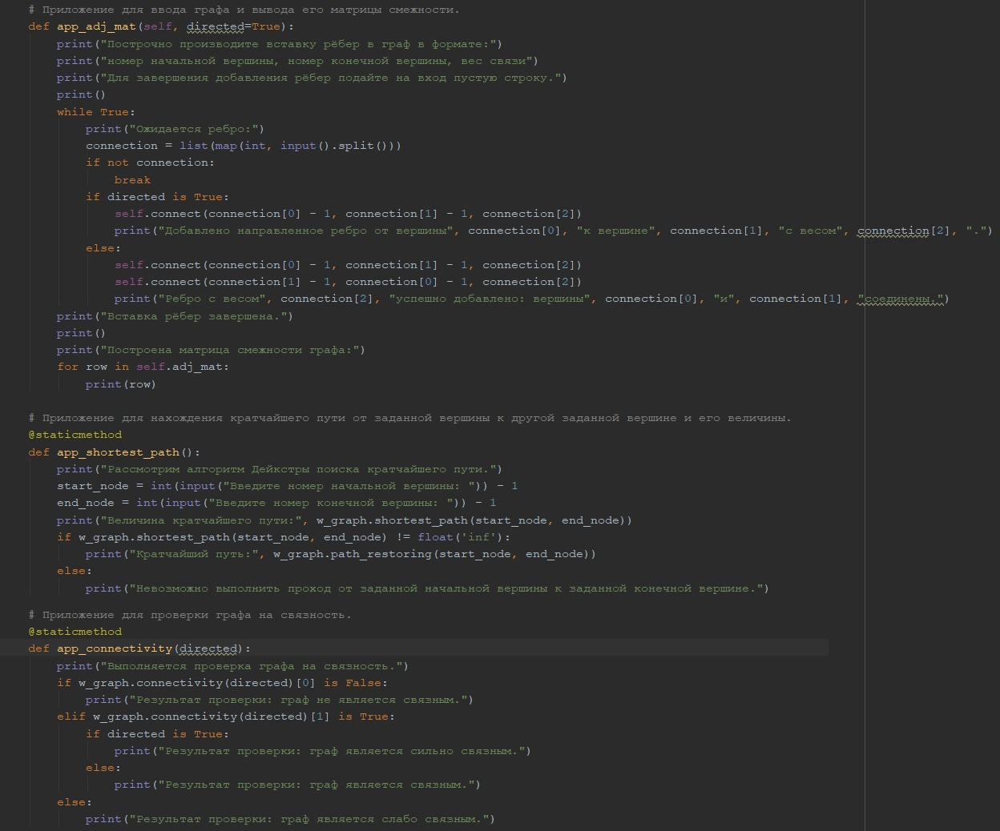 # Приложение для ввода графа и вывода его матрицы смежности.
def app_adj_mat(self, directed=True):
    print("Построчно производите вставку рёбер в граф в формате:")
    print("номер начальной вершины, номер конечной вершины, вес связи")
    print("Для завершения добавления рёбер подайте на вход пустую строку.")
    print()
    while True:
        print("Ожидается ребро:")
        connection = list(map(int, input().split()))
        if not connection:
            break
        if directed is True:
            self.connect(connection[0] - 1, connection[1] - 1, connection[2])
            print("Добавлено направленное ребро от вершины", connection[0], "к вершине", connection[1], "с весом", connection[2], ".")
        else:
            self.connect(connection[0] - 1, connection[1] - 1, connection[2])
            self.connect(connection[1] - 1, connection[0] - 1, connection[2])
            print("Ребро с весом", connection[2], "успешно добавлено: вершины", connection[0], "и", connection[1], "соединены.")
    print("Вставка рёбер завершена.")
    print()
    print("Построена матрица смежности графа:")
    for row in self.adj_mat:
        print(row)

# Приложение для нахождения кратчайшего пути от заданной вершины к другой заданной вершине и его величины.
@staticmethod
def app_shortest_path():
    print("Рассмотрим алгоритм Дейкстры поиска кратчайшего пути.")
    start_node = int(input("Введите номер начальной вершины: ")) - 1
    end_node = int(input("Введите номер конечной вершины: ")) - 1
    print("Величина кратчайшего пути:", w_graph.shortest_path(start_node, end_node))
    if w_graph.shortest_path(start_node, end_node) != float('inf'):
        print("Кратчайший путь:", w_graph.path_restoring(start_node, end_node))
    else:
        print("Невозможно выполнить проход от заданной начальной вершины к заданной конечной вершине.")

# Приложение для проверки графа на связность.
@staticmethod
def app_connectivity(directed):
    print("Выполняется проверка графа на связность.")
    if w_graph.connectivity(directed)[0] is False:
        print("Результат проверки: граф не является связным.")
    elif w_graph.connectivity(directed)[1] is True:
        if directed is True:
            print("Результат проверки: граф является сильно связным.")
        else:
            print("Результат проверки: граф является связным.")
    else:
        print("Результат проверки: граф является слабо связным.")